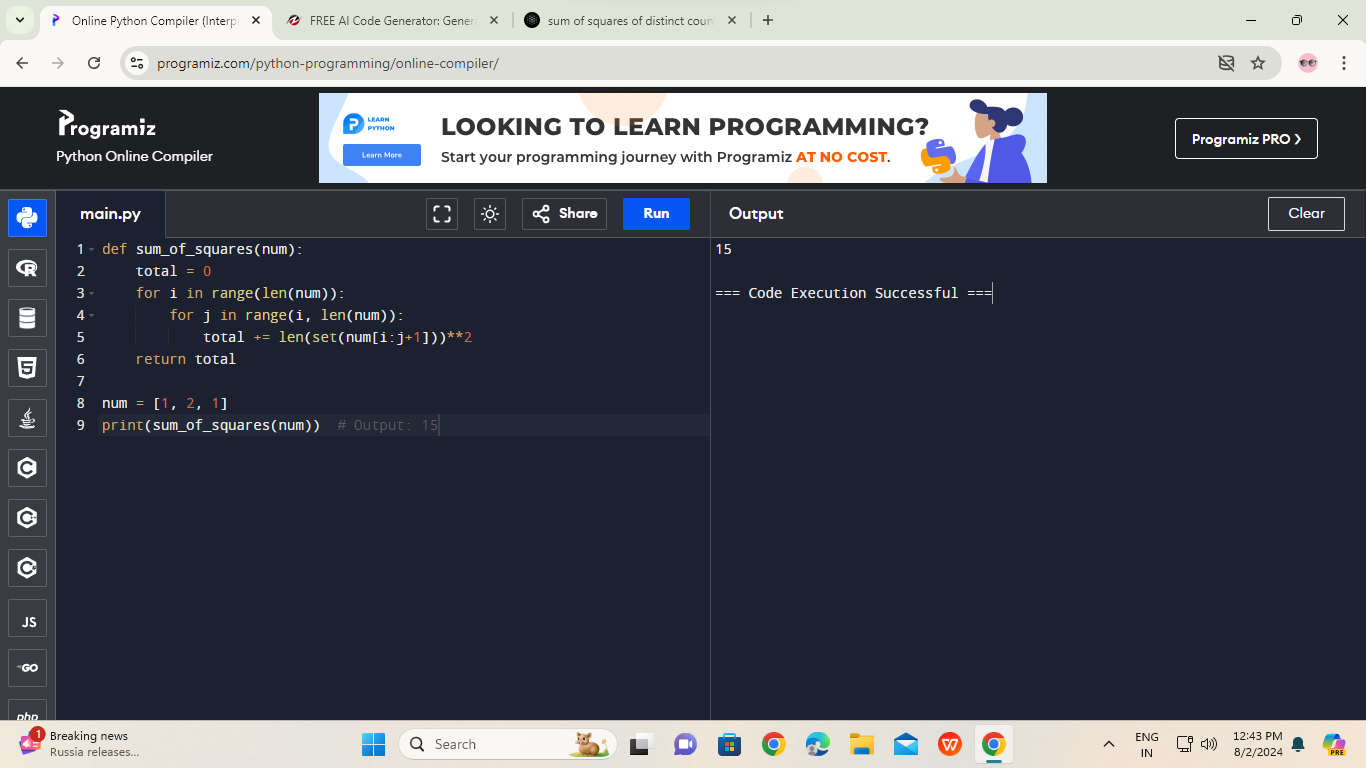 Online Python Compiler (Interp
FREE AI Code Generator: Gener
sum of squares of distinct coun
programiz.com/python-programming/online-compiler/
Programiz
Python Online Compiler
LEARN
PYTHON
Learn More
LOOKING TO LEARN PROGRAMMING?
Start your programming journey with Programiz AT NO COST.
Programiz PRO >
main.py
Share
Run
Output
Clear
1 def sum_of_squares(num):
2     total = 0
3     for i in range(len(num)):
4         for j in range(i, len(num)):
5             total += len(set(num[i:j+1]))**2
6     return total
7
8 num = [1, 2, 1]
9 print(sum_of_squares(num))  # Output: 15
15
=== Code Execution Successful ===
R
5
C
C
C
JS
GO
php
1
Breaking news
Russia releases...
Search
W
ENG
IN
12:43 PM
8/2/2024
PRE